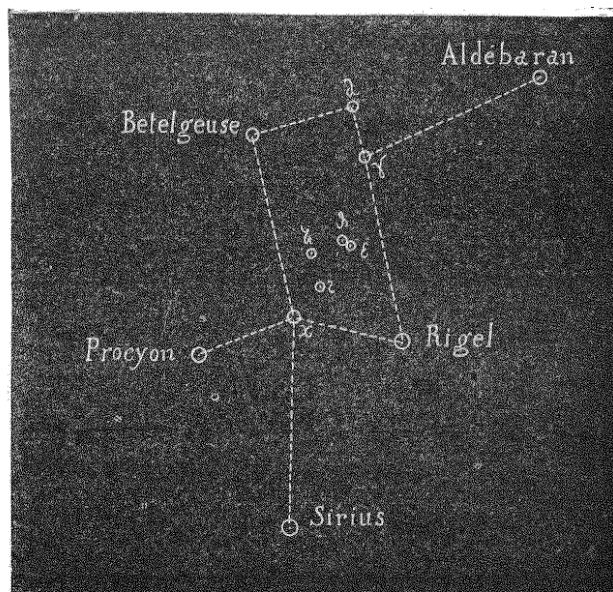 Aldébaran
Betelgeuse
γ
ε
Procyon
Rigel
Sirius